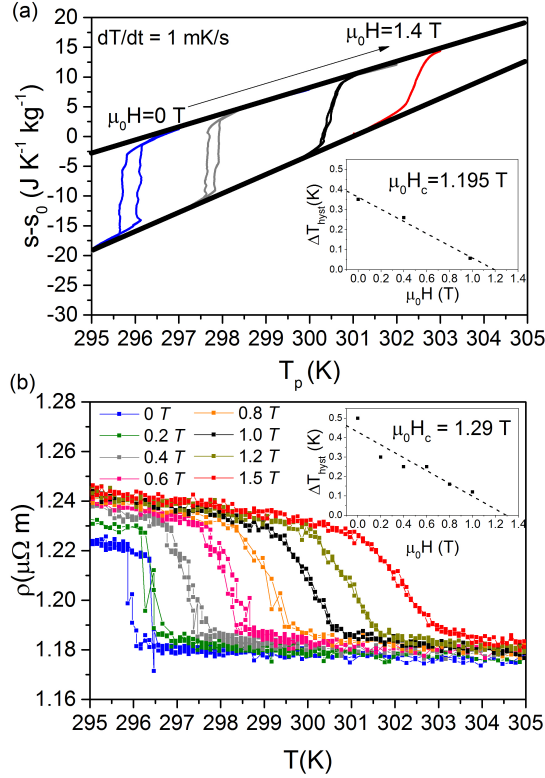 (a)
dT/dt = 1 mK/s
μ₀H=1.4 T
μ₀H=0 T
s-s₀ (J K⁻¹ kg⁻¹)
20
15
10
5
0
-5
-10
-15
-20
-25
-30
295 296 297 298 299 300 301 302 303 304 305
Tₚ (K)
μ₀H_c=1.195 T
ΔT_hyst(K)
0.5
0.4
0.3
0.2
0.1
0.0
0.0 0.2 0.4 0.6 0.8 1.0 1.2 1.4
μ₀H (T)
(b)
ρ(μΩ m)
1.28
1.26
1.24
1.22
1.20
1.18
1.16
0 T
0.2 T
0.4 T
0.6 T
0.8 T
1.0 T
1.2 T
1.5 T
μ₀H_c = 1.29 T
ΔT_hyst (K)
0.5
0.4
0.3
0.2
0.1
0.0
0.0 0.2 0.4 0.6 0.8 1.0 1.2 1.4
μ₀H (T)
295 296 297 298 299 300 301 302 303 304 305
T(K)